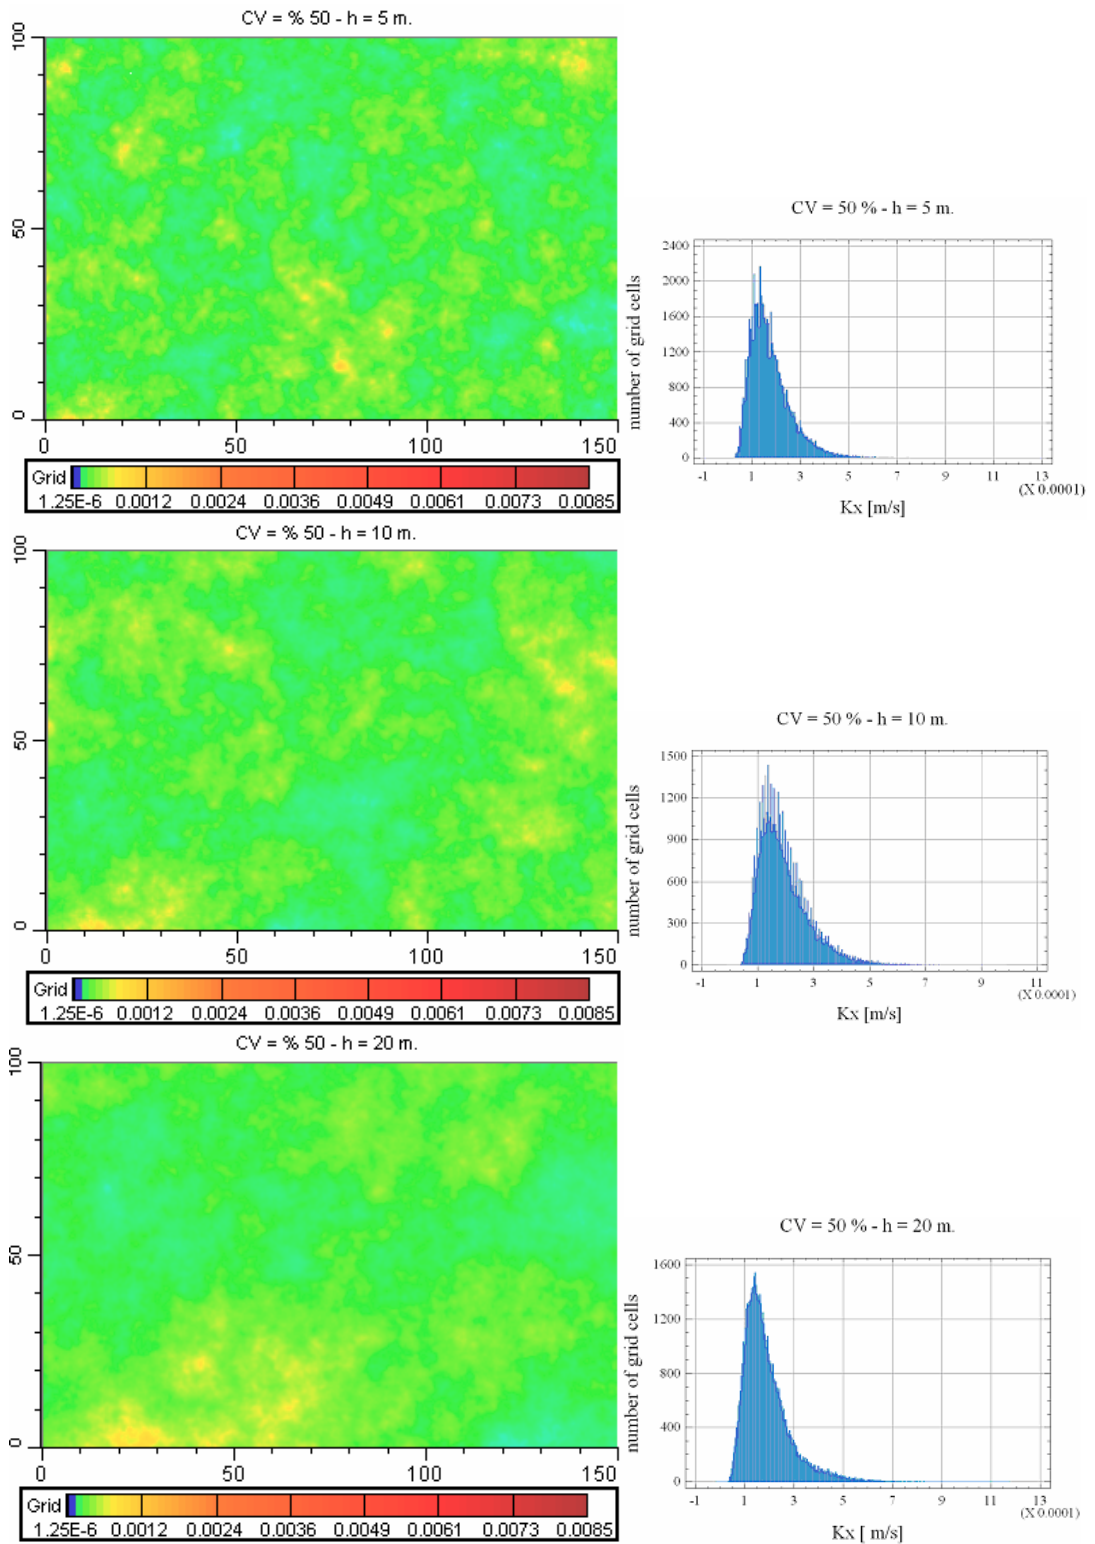 CV = % 50 - h = 5 m.
100
50
0
0 50 100 150
Grid
1.25E-6 0.0012 0.0024 0.0036 0.0049 0.0061 0.0073 0.0085
CV = 50 % - h = 5 m.
number of grid cells
2400
2000
1600
1200
800
400
0
-1 1 3 5 7 9 11 13
(X 0.0001)
Kx [m/s]
CV = % 50 - h = 10 m.
100
50
0
0 50 100 150
Grid
1.25E-6 0.0012 0.0024 0.0036 0.0049 0.0061 0.0073 0.0085
CV = 50 % - h = 10 m.
number of grid cells
1500
1200
900
600
300
0
-1 1 3 5 7 9 11
(X 0.0001)
Kx [m/s]
CV = % 50 - h = 20 m.
100
50
0
0 50 100 150
Grid
1.25E-6 0.0012 0.0024 0.0036 0.0049 0.0061 0.0073 0.0085
CV = 50 % - h = 20 m.
number of grid cells
1600
1200
800
400
0
-1 1 3 5 7 9 11 13
(X 0.0001)
Kx [ m/s]